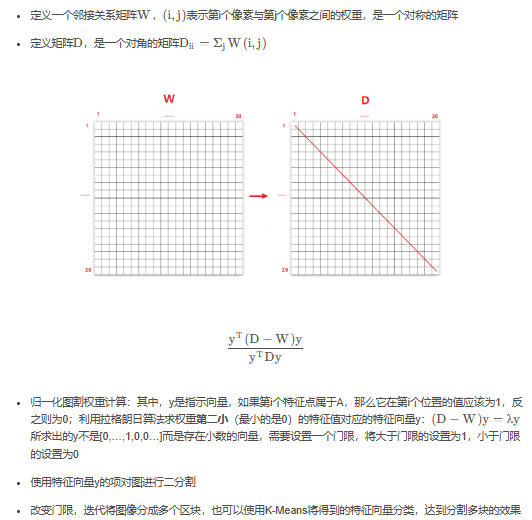 定义一个邻接关系矩阵W，(i, j)表示第i个像素与第j个像素之间的权重，是一个对称的矩阵
定义矩阵D，是一个对角的矩阵Dᵢᵢ = Σⱼ W (i, j)
W
D
1
20
1
20
1
1
20
20
yᵀ (D − W )y
yᵀ Dy
归一化图割权重计算：其中，y是指示向量，如果第i个特征点属于A，那么它在第i个位置的值应该为1，反
之则为0；利用拉格朗日算法求权重第二小（最小的是0）的特征值对应的特征向量y：(D − W )y = λy
所求出的y不是[0,…,1,0,0…]而是存在小数的向量，需要设置一个门限，将大于门限的设置为1，小于门限
的设置为0
使用特征向量y的项对图进行二分割
改变门限，迭代将图像分成多个区块，也可以使用K-Means将得到的特征向量分类，达到分割多块的效果